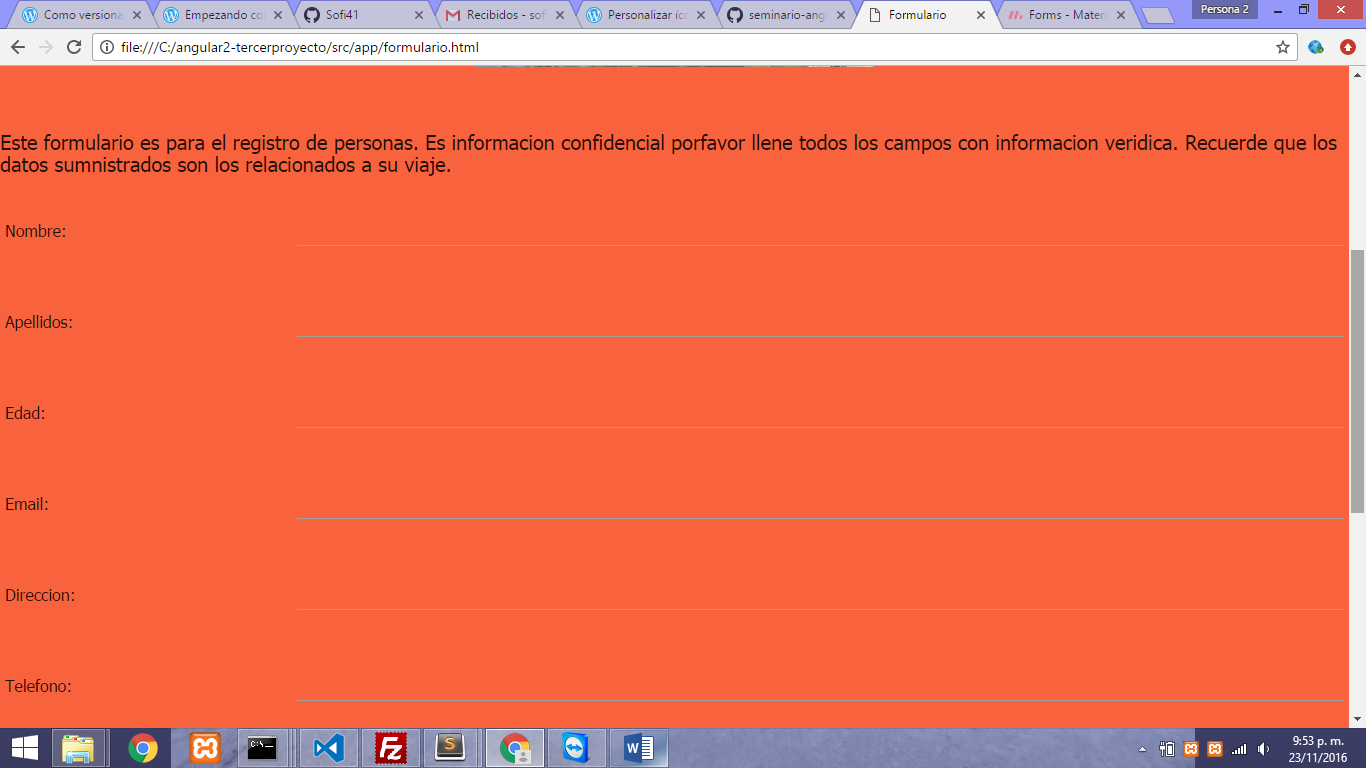 Como versiona
Empezando co
Sofi41
Recibidos - sof
Personalizar íco
seminario-ang
Formulario
Forms - Materi
Persona 2
file:///C:/angular2-tercerproyecto/src/app/formulario.html
Este formulario es para el registro de personas. Es informacion confidencial porfavor llene todos los campos con informacion veridica. Recuerde que los
datos sumnistrados son los relacionados a su viaje.
Nombre:
Apellidos:
Edad:
Email:
Direccion:
Telefono:
9:53 p. m.
23/11/2016